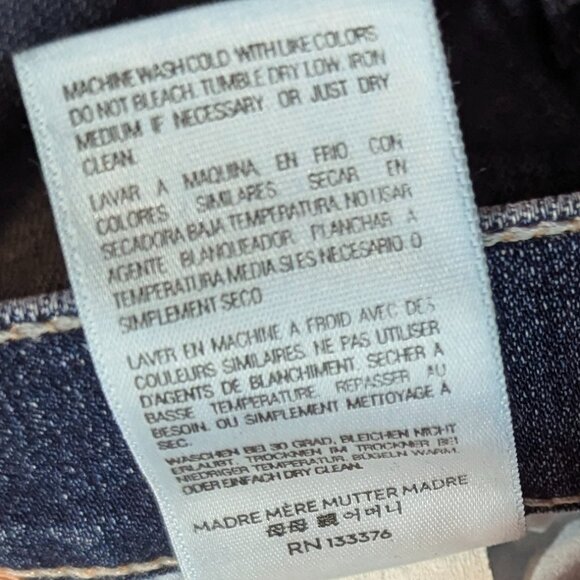 MACHINE WASH COLD WITH LIKE COLORS
DO NOT BLEACH. TUMBLE DRY LOW. IRON
MEDIUM IF NECESSARY OR JUST DRY
CLEAN.
LAVAR A MAQUINA EN FRIO CON
COLORES SIMILARES SECAR EN
SECADORA BAJA TEMPERATURA. NO USAR
AGENTE BLANQUEADOR PLANCHAR A
TEMPERATURA MEDIA SI ES NECESARIO. O
SIMPLEMENT SECO
LAVER EN MACHINE A FROID AVEC DES
COULEURS SIMILAIRES. NE PAS UTILISER
D'AGENTS DE BLANCHIMENT. SECHER A
BASSE TEMPERATURE. REPASSER AU
BESOIN. OU SIMPLEMENT METTOYAGE A
SEC.
WASCHEN BEI 30 GRAD, BLEICHEN NICHT
ERLAUBT. TROCKNEN IM TROCKNER BEI
NIEDRIGER TEMPERATUR, BÜGELN WARM,
ODER EINFACH DRY CLEAN.
MADRE MÈRE MUTTER MADRE
母母 親 어머니
RN 133376